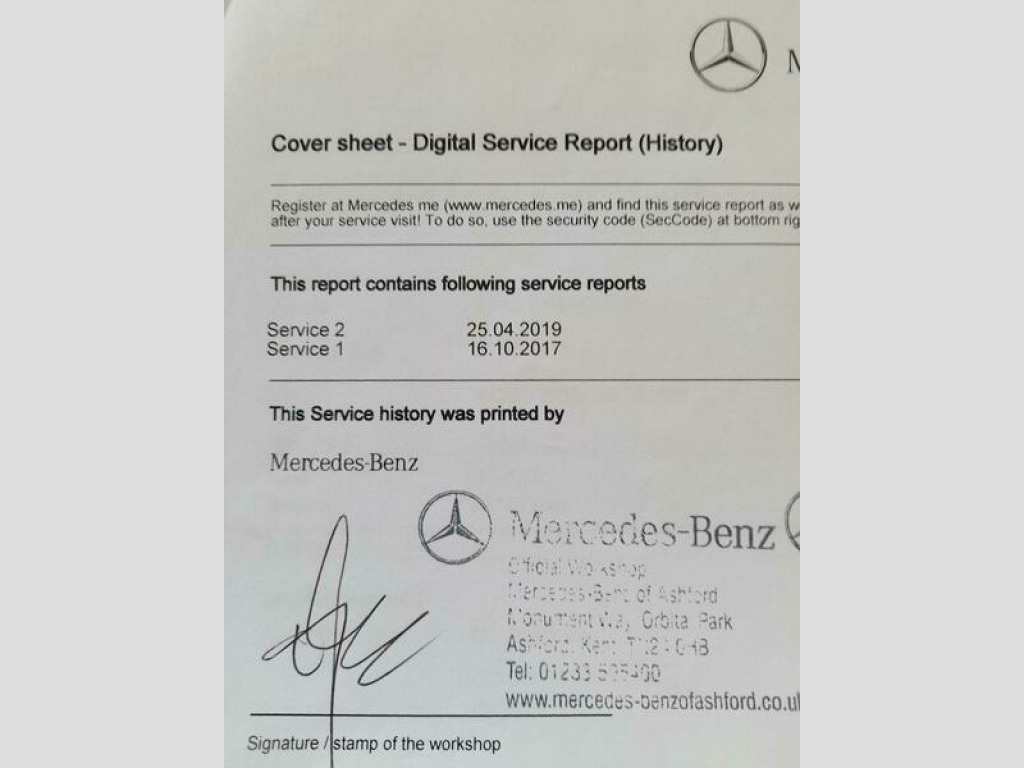 Cover sheet - Digital Service Report (History)
Register at Mercedes me (www.mercedes.me) and find this service report as w
after your service visit! To do so, use the security code (SecCode) at bottom rig
This report contains following service reports
Service 2 25.04.2019
Service 1 16.10.2017
This Service history was printed by
Mercedes-Benz
Mercedes-Benz
Official Workshop
Mercedes-Benz of Ashford
Monument Way, Orbital Park
Ashford, Kent
Tel: 01233
www.mercedes-benzofashford.co.u
Signature / stamp of the workshop